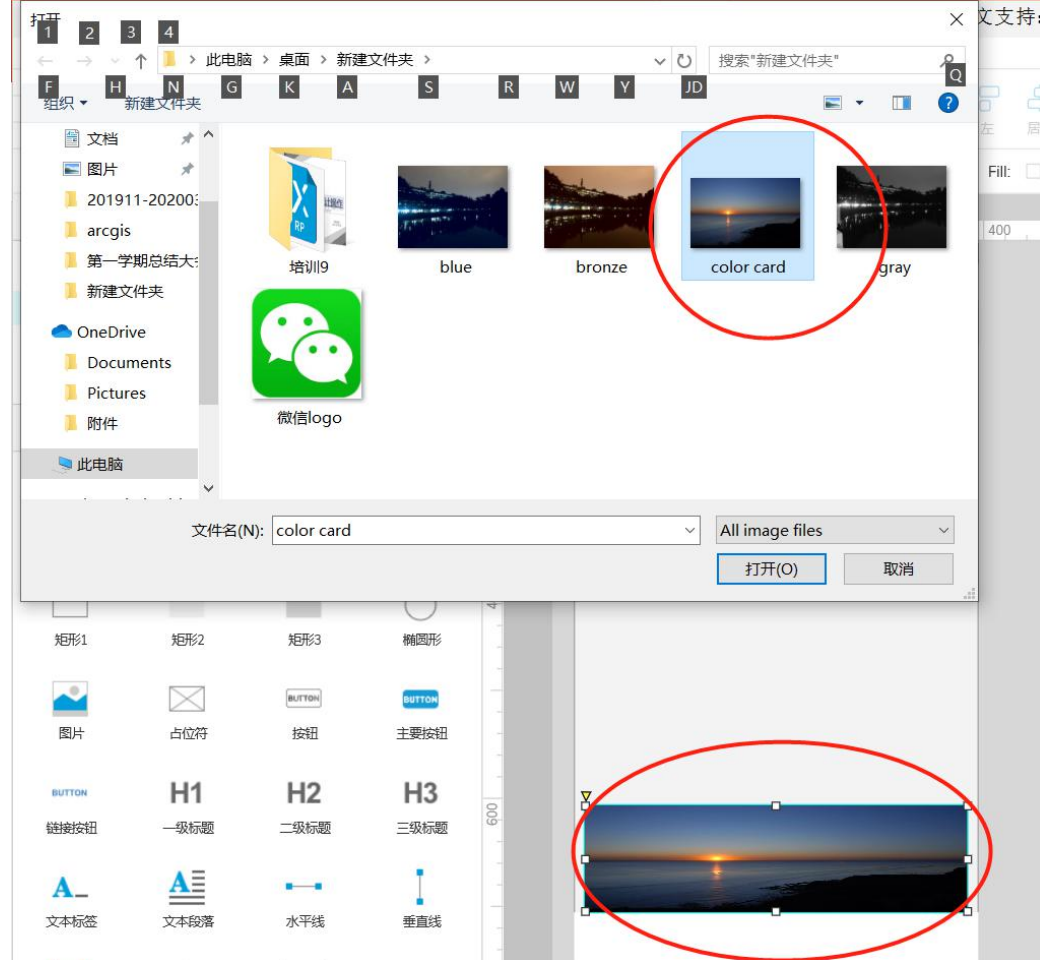 打开
文支持:
1 2 3 4
此电脑 > 桌面 > 新建文件夹 >
搜索"新建文件夹"
F H N G K A S R W Y JD Q
组织 新建文件夹
?
左 居
文档
图片
201911-202003
arcgis
第一学期总结大会
新建文件夹
OneDrive
Documents
Pictures
附件
此电脑
X
RP
培训9
blue
bronze
color card
gray
微信logo
Fill:
400
文件名(N): color card
All image files
打开(O) 取消
矩形1 矩形2 矩形3 椭圆形
BUTTON BUTTON
图片 占位符 按钮 主要按钮
BUTTON H1 H2 H3
链接按钮 一级标题 二级标题 三级标题
600
A_ A
文本标签 文本段落 水平线 垂直线